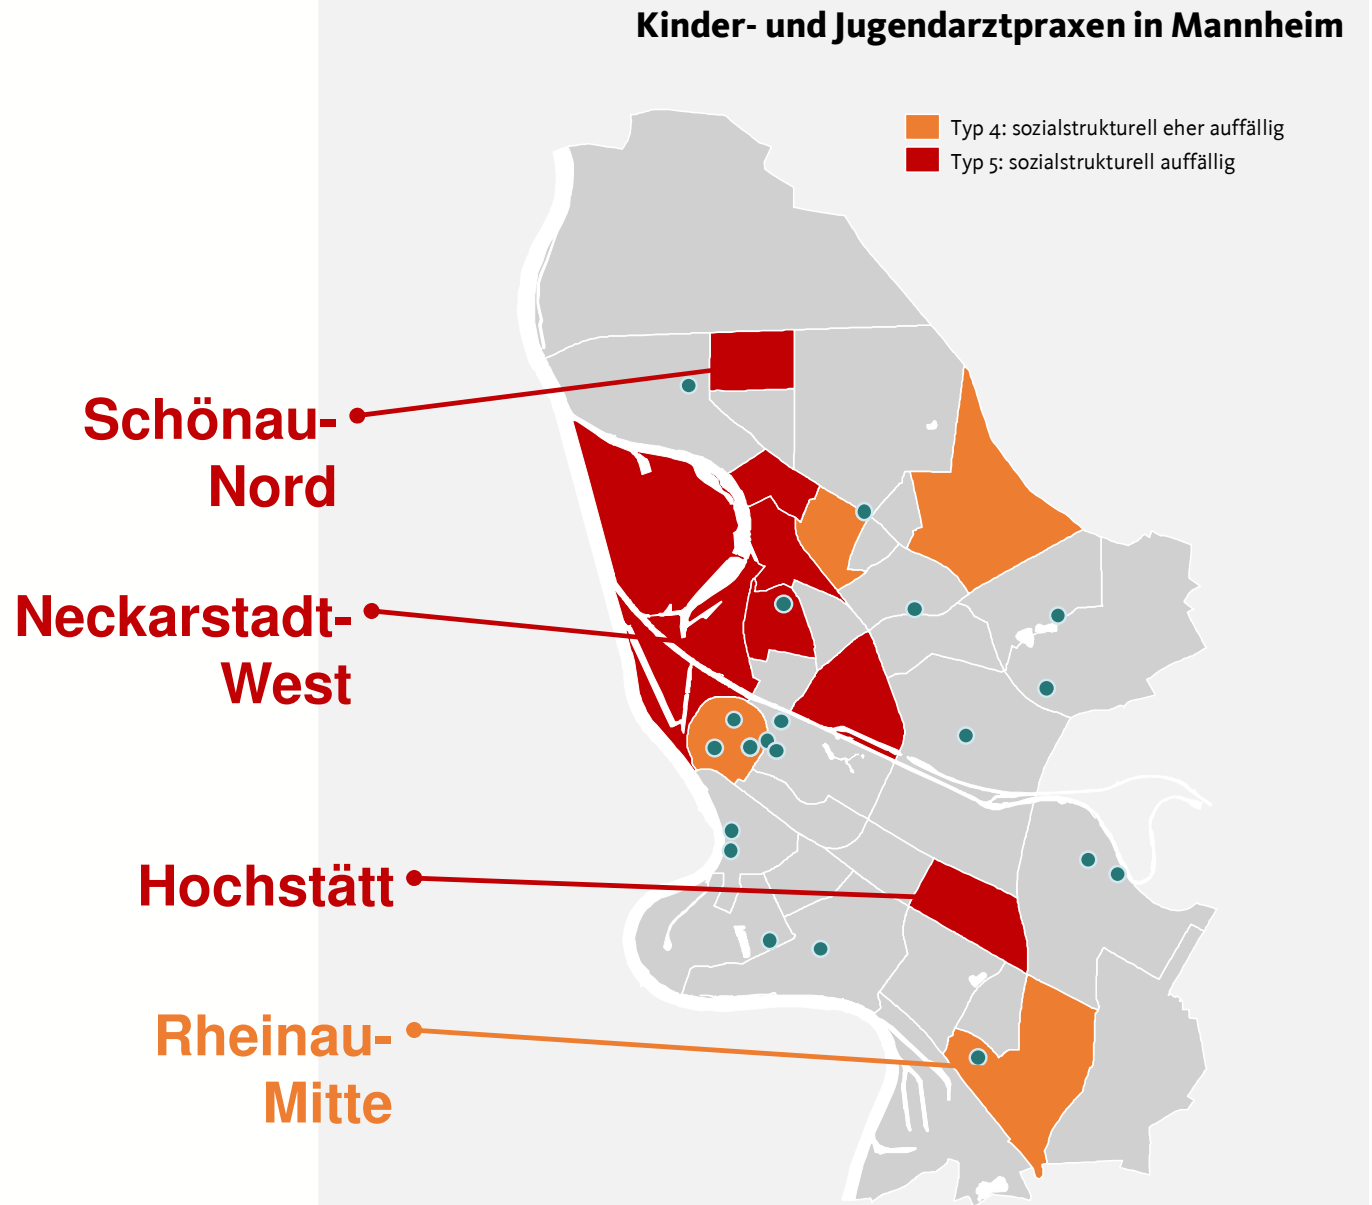 Kinder- und Jugendarztpraxen in Mannheim
Typ 4: sozialstrukturell eher auffällig
Typ 5: sozialstrukturell auffällig
Schönau-
Nord
Neckarstadt-
West
Hochstätt
Rheinau-
Mitte